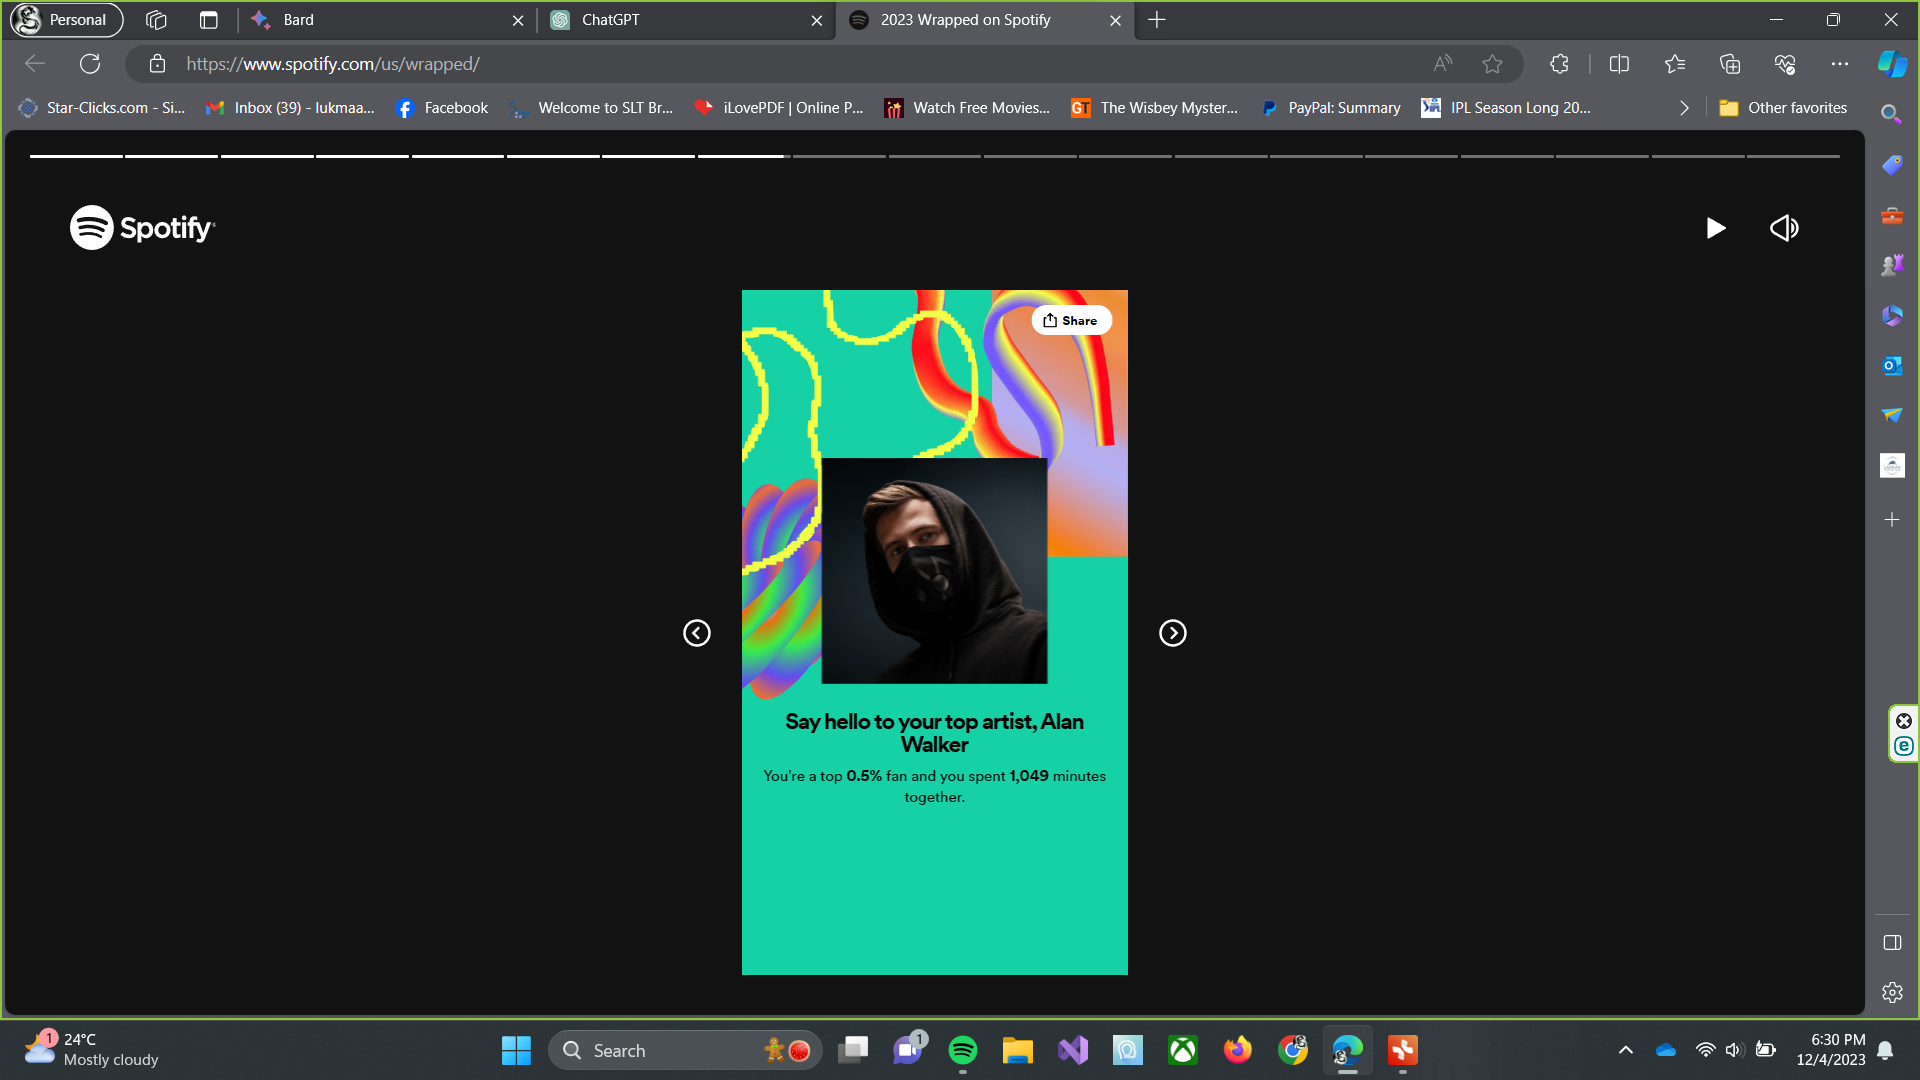 Personal
Bard
ChatGPT
2023 Wrapped on Spotify
https://www.spotify.com/us/wrapped/
Star-Clicks.com - Si...
Inbox (39) - lukmaa...
Facebook
Welcome to SLT Br...
iLovePDF | Online P...
Watch Free Movies...
GT
The Wisbey Myster...
PayPal: Summary
IPL Season Long 20...
Other favorites
Spotify
Share
Say hello to your top artist, Alan
Walker
You're a top 0.5% fan and you spent 1,049 minutes
together.
1
24°C
Mostly cloudy
Search
1
6:30 PM
12/4/2023